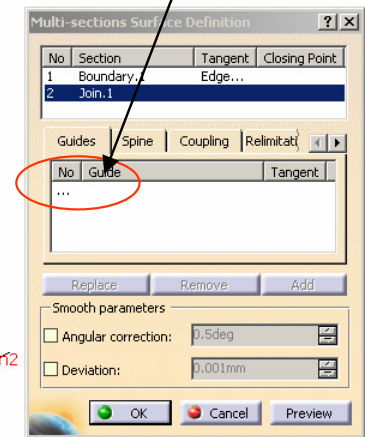 Multi-sections Surface Definition
No Section Tangent Closing Point
1 Boundary.1 Edge...
2 Join.1
Guides Spine Coupling
No Guide Tangent
...
Replace Remove Add
Smooth parameters
Angular correction: 0.5deg
Deviation: 0.001mm
OK Cancel Preview